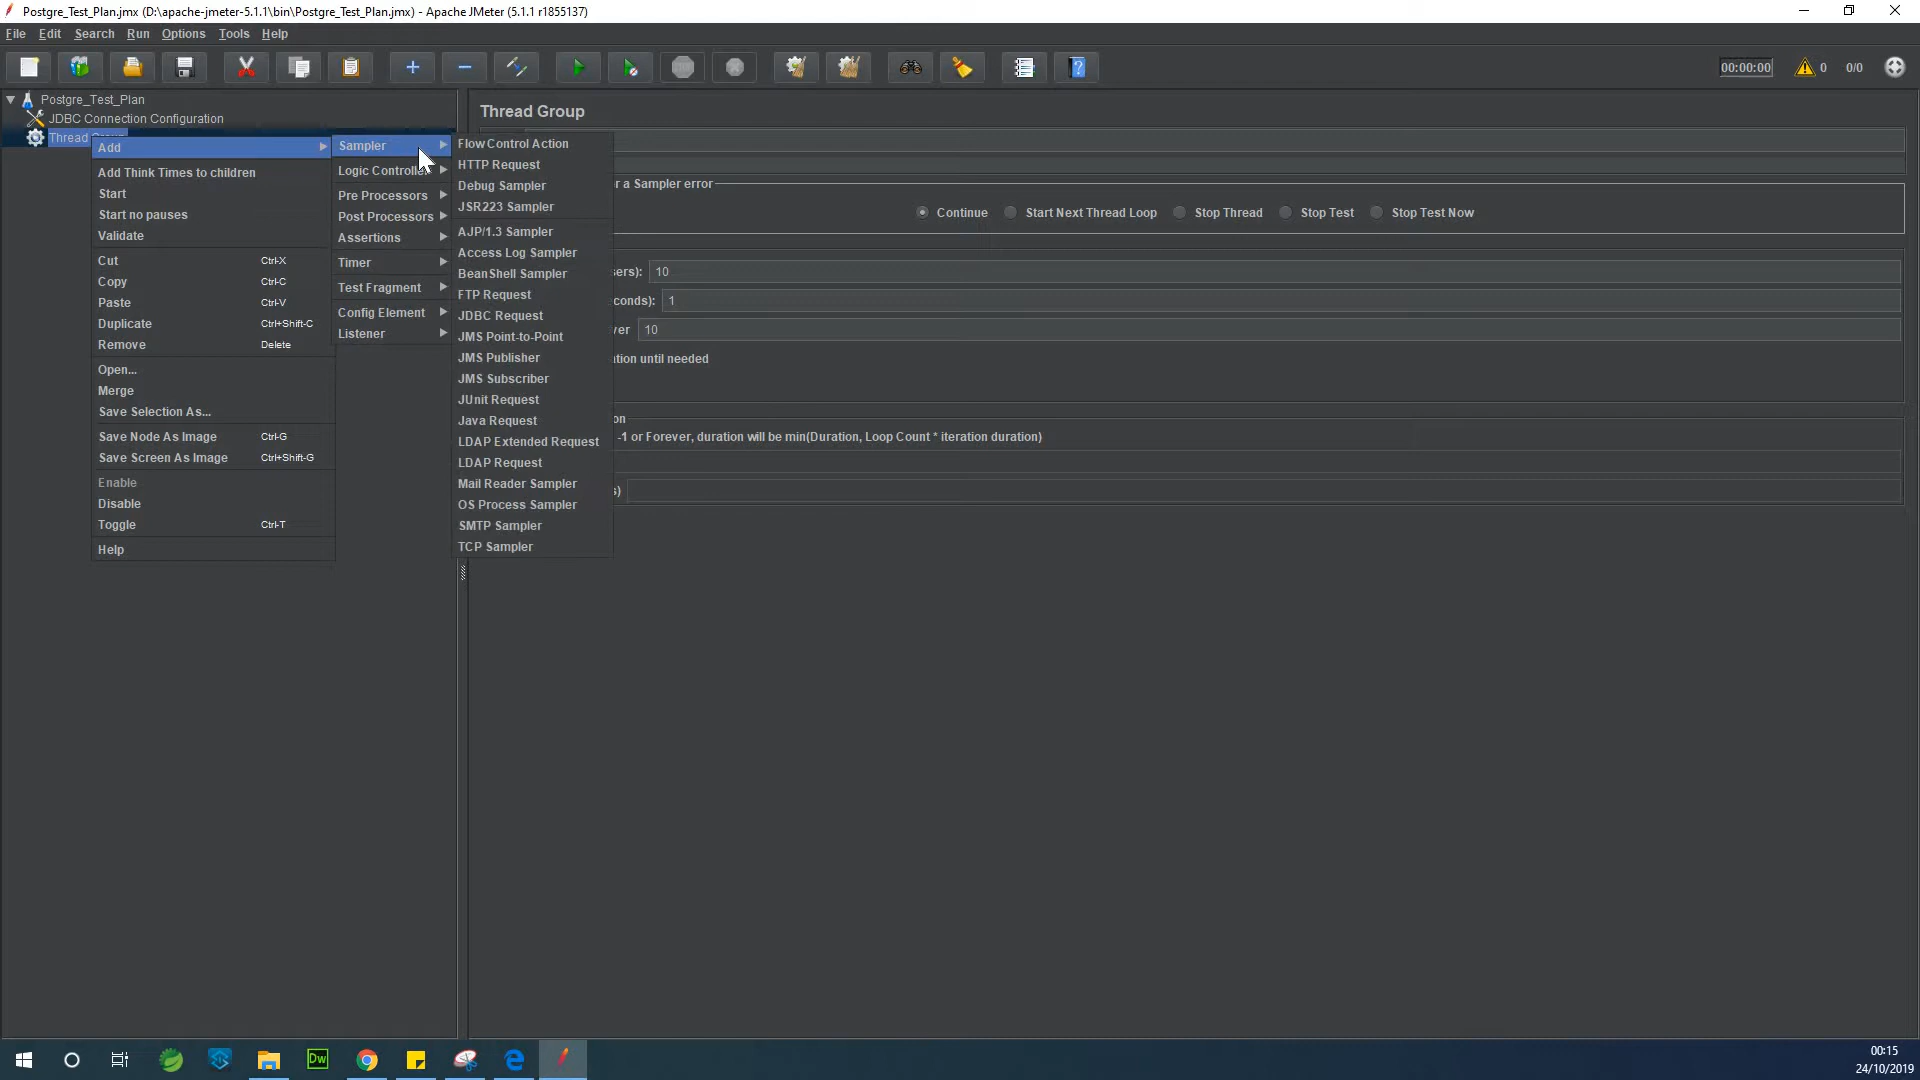 Postgre_Test_Plan.jmx (D:\apache-jmeter-5.1.1\bin\Postgre_Test_Plan.jmx) - Apache JMeter (5.1.1 r1855137)
File Edit Search Run Options Tools Help
00:00:00 0 0/0
Postgre_Test_Plan
JDBC Connection Configuration
Thread
Add
Add Think Times to children
Start
Start no pauses
Validate
Cut Ctrl-X
Copy Ctrl-C
Paste Ctrl-V
Duplicate Ctrl+Shift-C
Remove Delete
Open...
Merge
Save Selection As...
Save Node As Image Ctrl-G
Save Screen As Image Ctrl+Shift-G
Enable
Disable
Toggle Ctrl-T
Help
Sampler
Logic Controlle
Pre Processors
Post Processors
Assertions
Timer
Test Fragment
Config Element
Listener
Flow Control Action
HTTP Request
Debug Sampler
JSR223 Sampler
AJP/1.3 Sampler
Access Log Sampler
BeanShell Sampler
FTP Request
JDBC Request
JMS Point-to-Point
JMS Publisher
JMS Subscriber
JUnit Request
Java Request
LDAP Extended Request
LDAP Request
Mail Reader Sampler
OS Process Sampler
SMTP Sampler
TCP Sampler
Thread Group
r a Sampler error
Continue Start Next Thread Loop Stop Thread Stop Test Stop Test Now
sers): 10
conds): 1
ver 10
ation until needed
on
-1 or Forever, duration will be min(Duration, Loop Count * iteration duration)
s)
Dw
00:15
24/10/2019